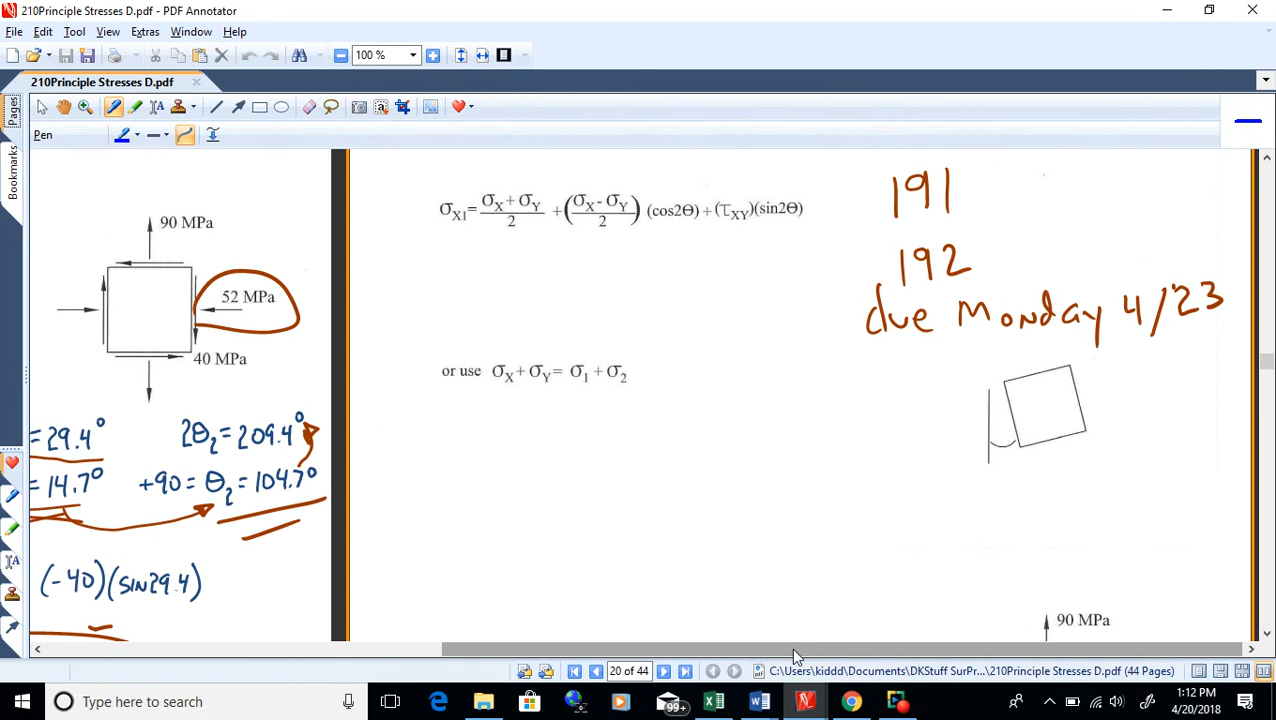 210Principle Stresses D.pdf - PDF Annotator
File Edit Tool View Extras Window Help
100 %
210Principle Stresses D.pdf
Pages
Bookmarks
Pen
90 MPa
52 MPa
40 MPa
= 29.4° 2θ₂ = 209.4°
= 14.7° +90 = θ₂ = 104.7°
(-40)(sin29.4)
σX1= σX + σY / 2 + (σX - σY / 2) (cos2Θ) + (τXY)(sin2Θ)
or use σX + σY = σ1 + σ2
191
192
due Monday 4/23
90 MPa
20 of 44
C:\Users\kiddd\Documents\DKStuff SurPr...\210Principle Stresses D.pdf (44 Pages)
Type here to search
99+
1:12 PM
4/20/2018